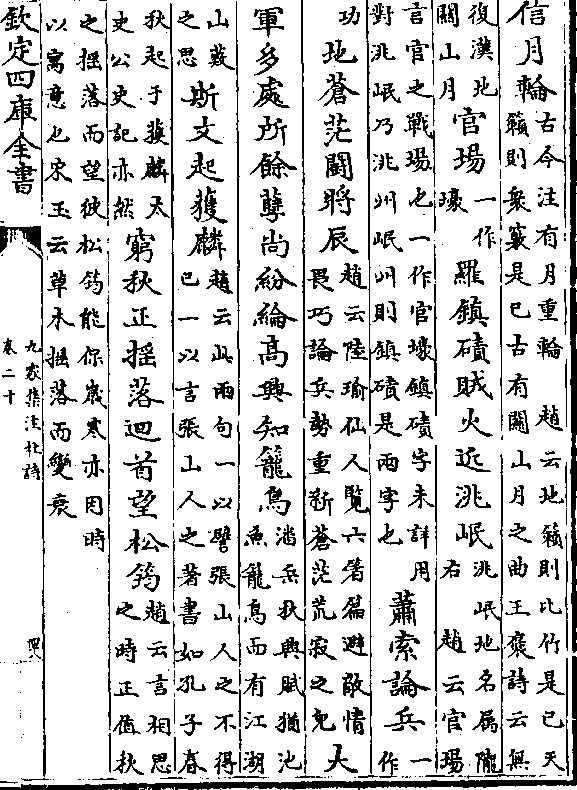 信月輪古今注有月重輪 趙云地籟則比竹是已天籟則衆竅是已古有關山月之曲王褒詩云無
復漢地關山月官場一作壕羅鎮磧賊火近洮岷洮岷地名屬隴右 趙云官場
言官之戰場也一作官壕鎮磧字未詳用對洮岷乃洮州岷州則鎮磧是兩字也蕭索論兵一作
功地蒼茫鬭將辰趙云陸瑜仙人覽六箸篇避敵情畏巧論兵勢重新蒼茫荒寂之皃大
軍多處所餘孽尚紛綸高興知籠鳥潘岳秋興賦猶池魚籠鳥而有江湖
山藪之思斯文起獲麟趙云此兩句一以譬張山人之不得已一以言張山人之著書如孔子春
秋起于獲麟太史公史記亦然窮秋正搖落迴首望松筠趙云言相思之時正值秋
之搖落而望彼松筠能保歲寒亦因時以寓意也宋玉云草木搖落而變衰
欽定四庫全書
九家集注杜詩
卷二十